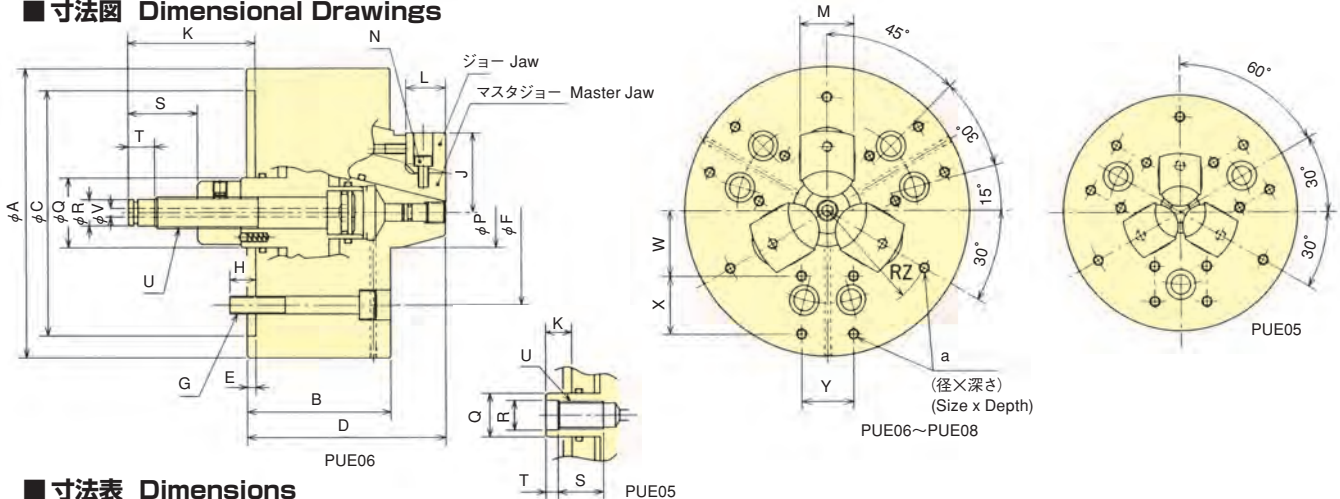 ■寸法図 Dimensional Drawings
K
S
T
N
L
ジョー Jaw
マスタジョー Master Jaw
J
φA
φC
φQ
φR
φV
φP
φF
U
H
G
E
B
D
PUE06
K
U
Q
R
T
S
PUE05
M
45°
30°
15°
30°
W
X
Y
RZ
a
(径×深さ)
(Size x Depth)
PUE06〜PUE08
60°
30°
30°
PUE05
■寸法表 Dimensions